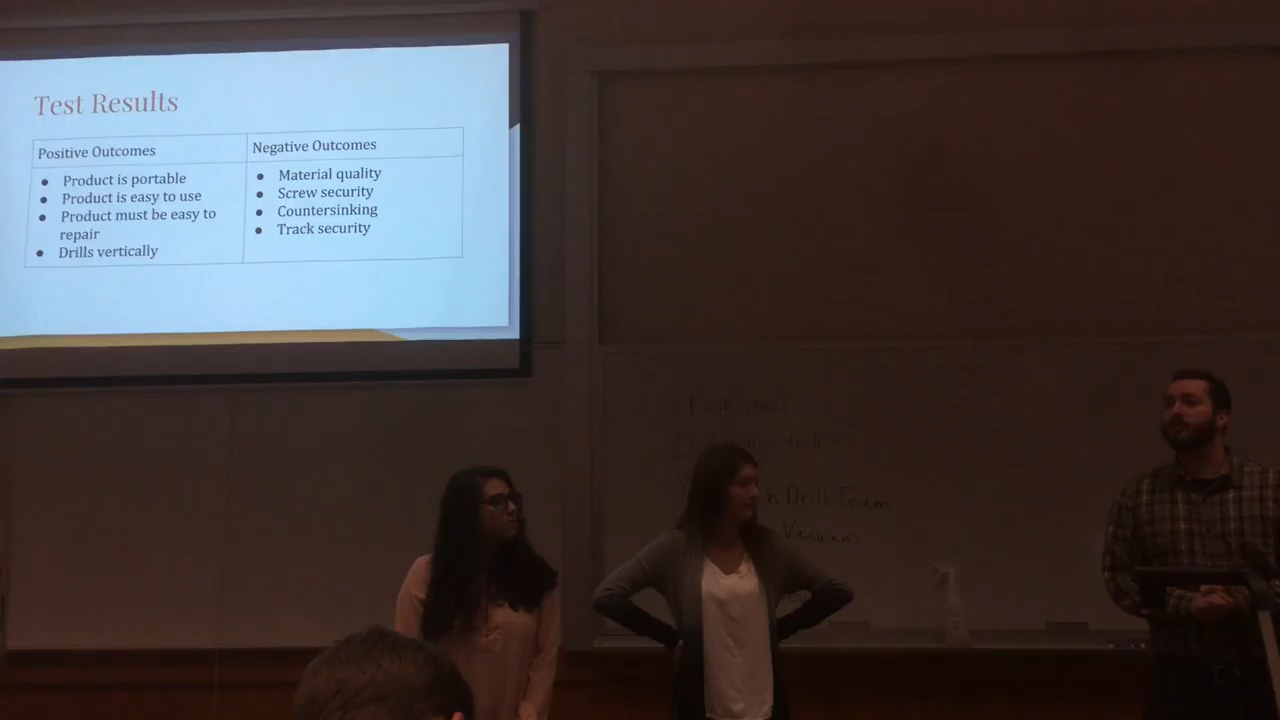 Test Results
Positive Outcomes
Negative Outcomes
● Product is portable
● Product is easy to use
● Product must be easy to
repair
● Drills vertically
● Material quality
● Screw security
● Countersinking
● Track security
Drill Team
Vacuum